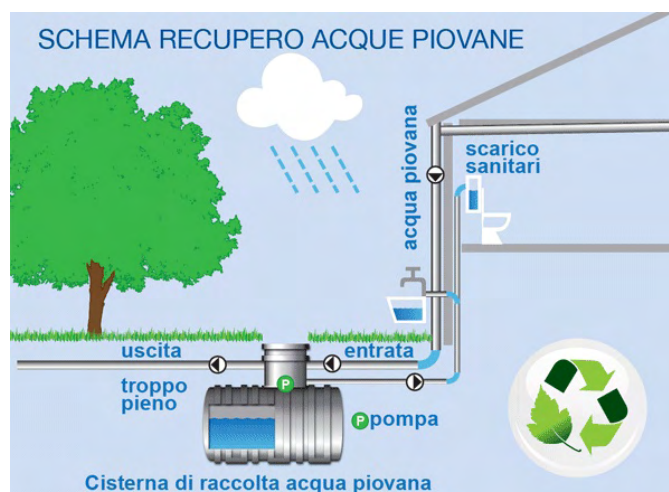 SCHEMA RECUPERO ACQUE PIOVANE
acqua piovana
scarico
sanitari
uscita
entrata
troppo
pieno
P
P pompa
Cisterna di raccolta acqua piovana